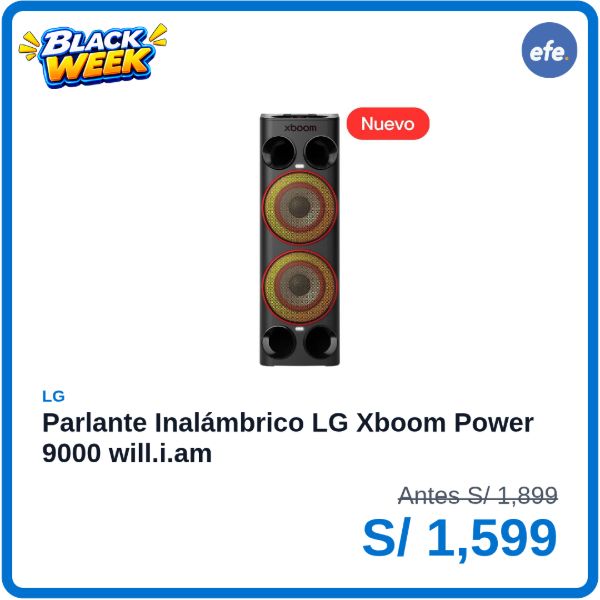 BLACK
WEEK
efe.
Nuevo
xboom
LG
Parlante Inalámbrico LG Xboom Power
9000 will.i.am
Antes S/ 1,899
S/ 1,599